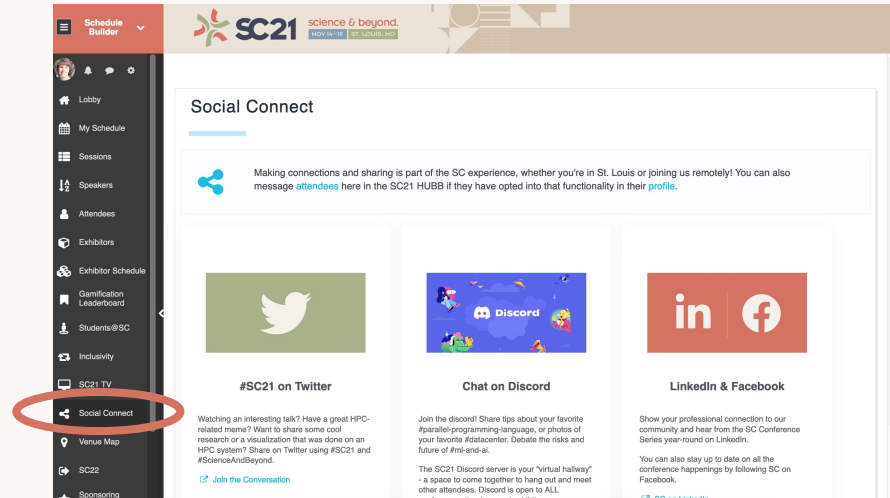 Schedule
Builder
SC21
science & beyond.
NOV 14-19 ST. LOUIS, MO
Lobby
My Schedule
Sessions
Speakers
Attendees
Exhibitors
Exhibitor Schedule
Gamification
Leaderboard
Students@SC
Inclusivity
SC21 TV
Social Connect
Venue Map
SC22
Sponsoring
Social Connect
Making connections and sharing is part of the SC experience, whether you're in St. Louis or joining us remotely! You can also
message attendees here in the SC21 HUBB if they have opted into that functionality in their profile.
#SC21 on Twitter
Watching an interesting talk? Have a great HPC-
related meme? Want to share some cool
research or a visualization that was done on an
HPC system? Share on Twitter using #SC21 and
#ScienceAndBeyond.
Join the Conversation
Discord
Chat on Discord
Join the discord! Share tips about your favorite
#parallel-programming-language, or photos of
your favorite #datacenter. Debate the risks and
future of #ml-and-ai.
The SC21 Discord server is your "virtual hallway"
- a space to come together to hang out and meet
other attendees. Discord is open to ALL
in
LinkedIn & Facebook
Show your professional connection to our
community and hear from the SC Conference
Series year-round on LinkedIn.
You can also stay up to date on all the
conference happenings by following SC on
Facebook.
SC on LinkedIn